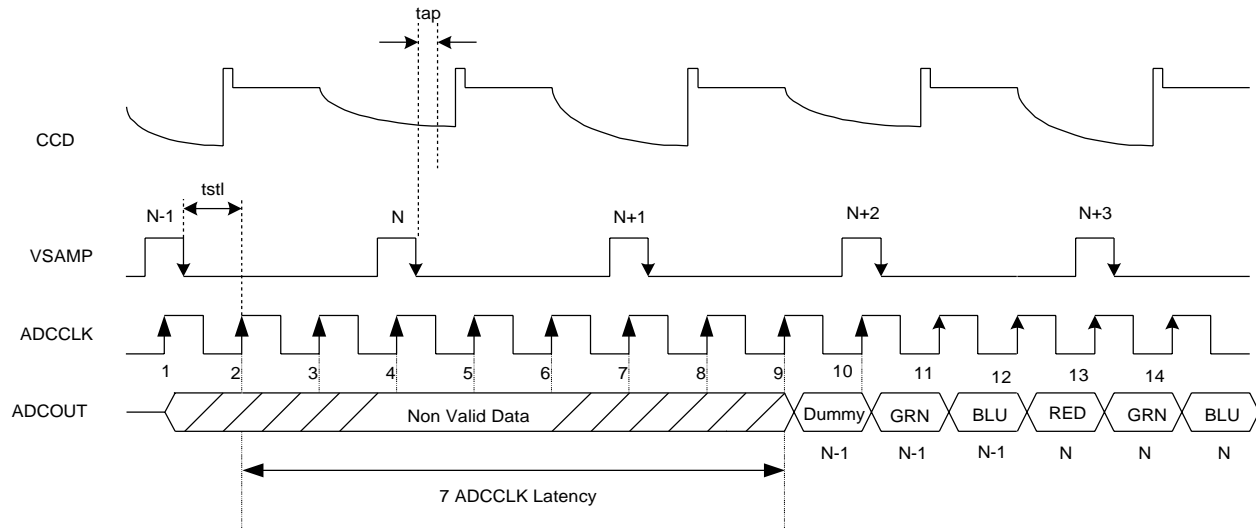 tap
CCD
tstl
N-1 N N+1 N+2 N+3
VSAMP
ADCCLK
1 2 3 4 5 6 7 8 9 10 11 12 13 14
ADCOUT Non Valid Data Dummy GRN BLU RED GRN BLU
N-1 N-1 N-1 N N N
7 ADCCLK Latency